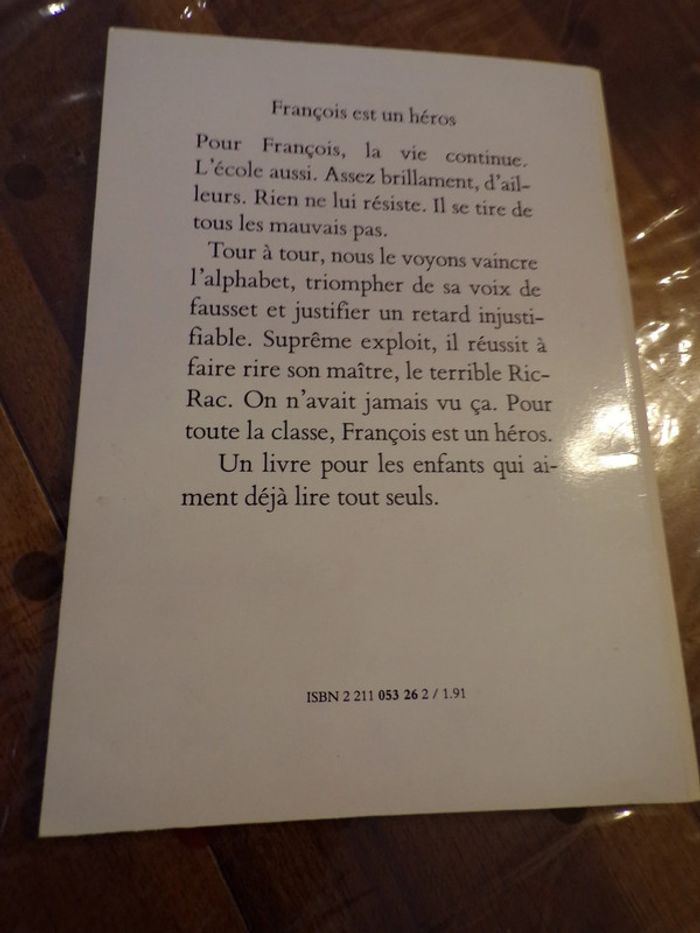 François est un héros
Pour François, la vie continue.
L'école aussi. Assez brillament, d'ail-
leurs. Rien ne lui résiste. Il se tire de
tous les mauvais pas.
Tour à tour, nous le voyons vaincre
l'alphabet, triompher de sa voix de
fausset et justifier un retard injusti-
fiable. Suprême exploit, il réussit à
faire rire son maître, le terrible Ric-
Rac. On n'avait jamais vu ça. Pour
toute la classe, François est un héros.
Un livre pour les enfants qui ai-
ment déjà lire tout seuls.
ISBN 2 211 053 26 2 / 1.91